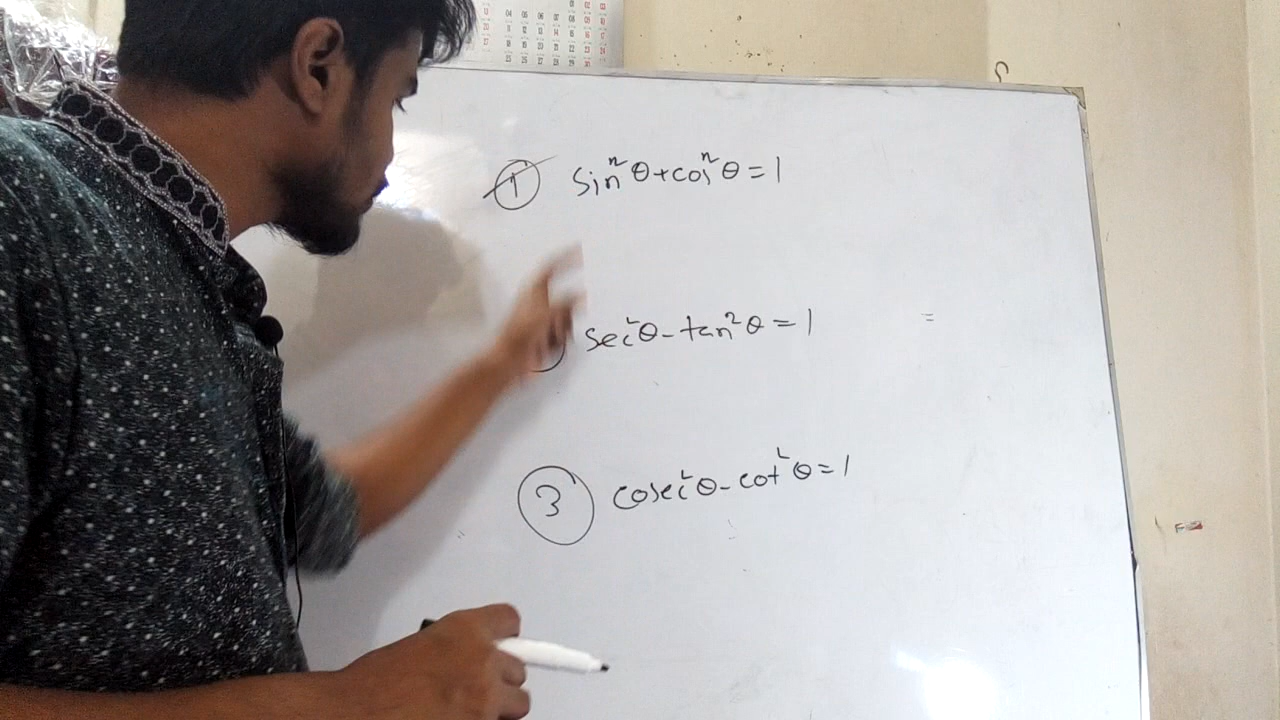 ① sin²θ+cos²θ=1
sec²θ-tan²θ=1
=
③ cosec²θ-cot²θ=1